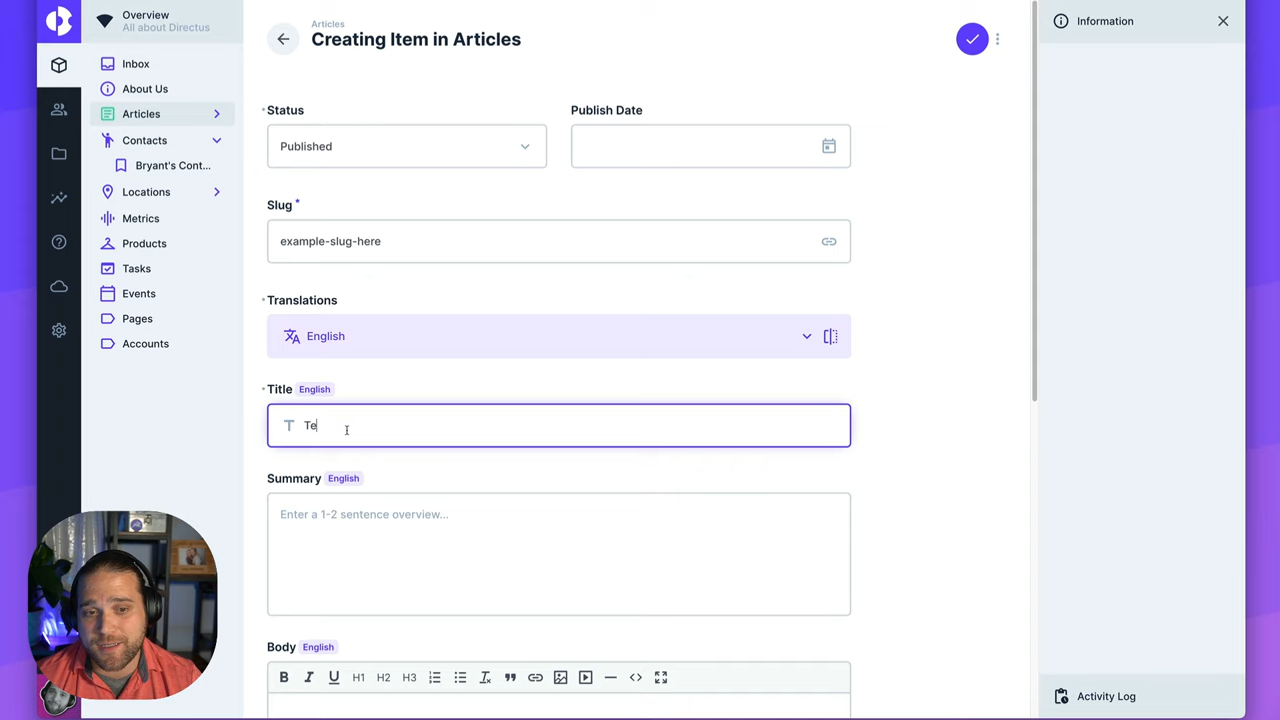 Overview
All about Directus
Inbox
About Us
Articles
Contacts
Bryant's Cont...
Locations
Metrics
Products
Tasks
Events
Pages
Accounts
Articles
Creating Item in Articles
Status
Publish Date
Published
Slug *
example-slug-here
Translations
English
Title English
Te
Summary English
Enter a 1-2 sentence overview...
Body English
B I U H1 H2 H3
Information
Activity Log